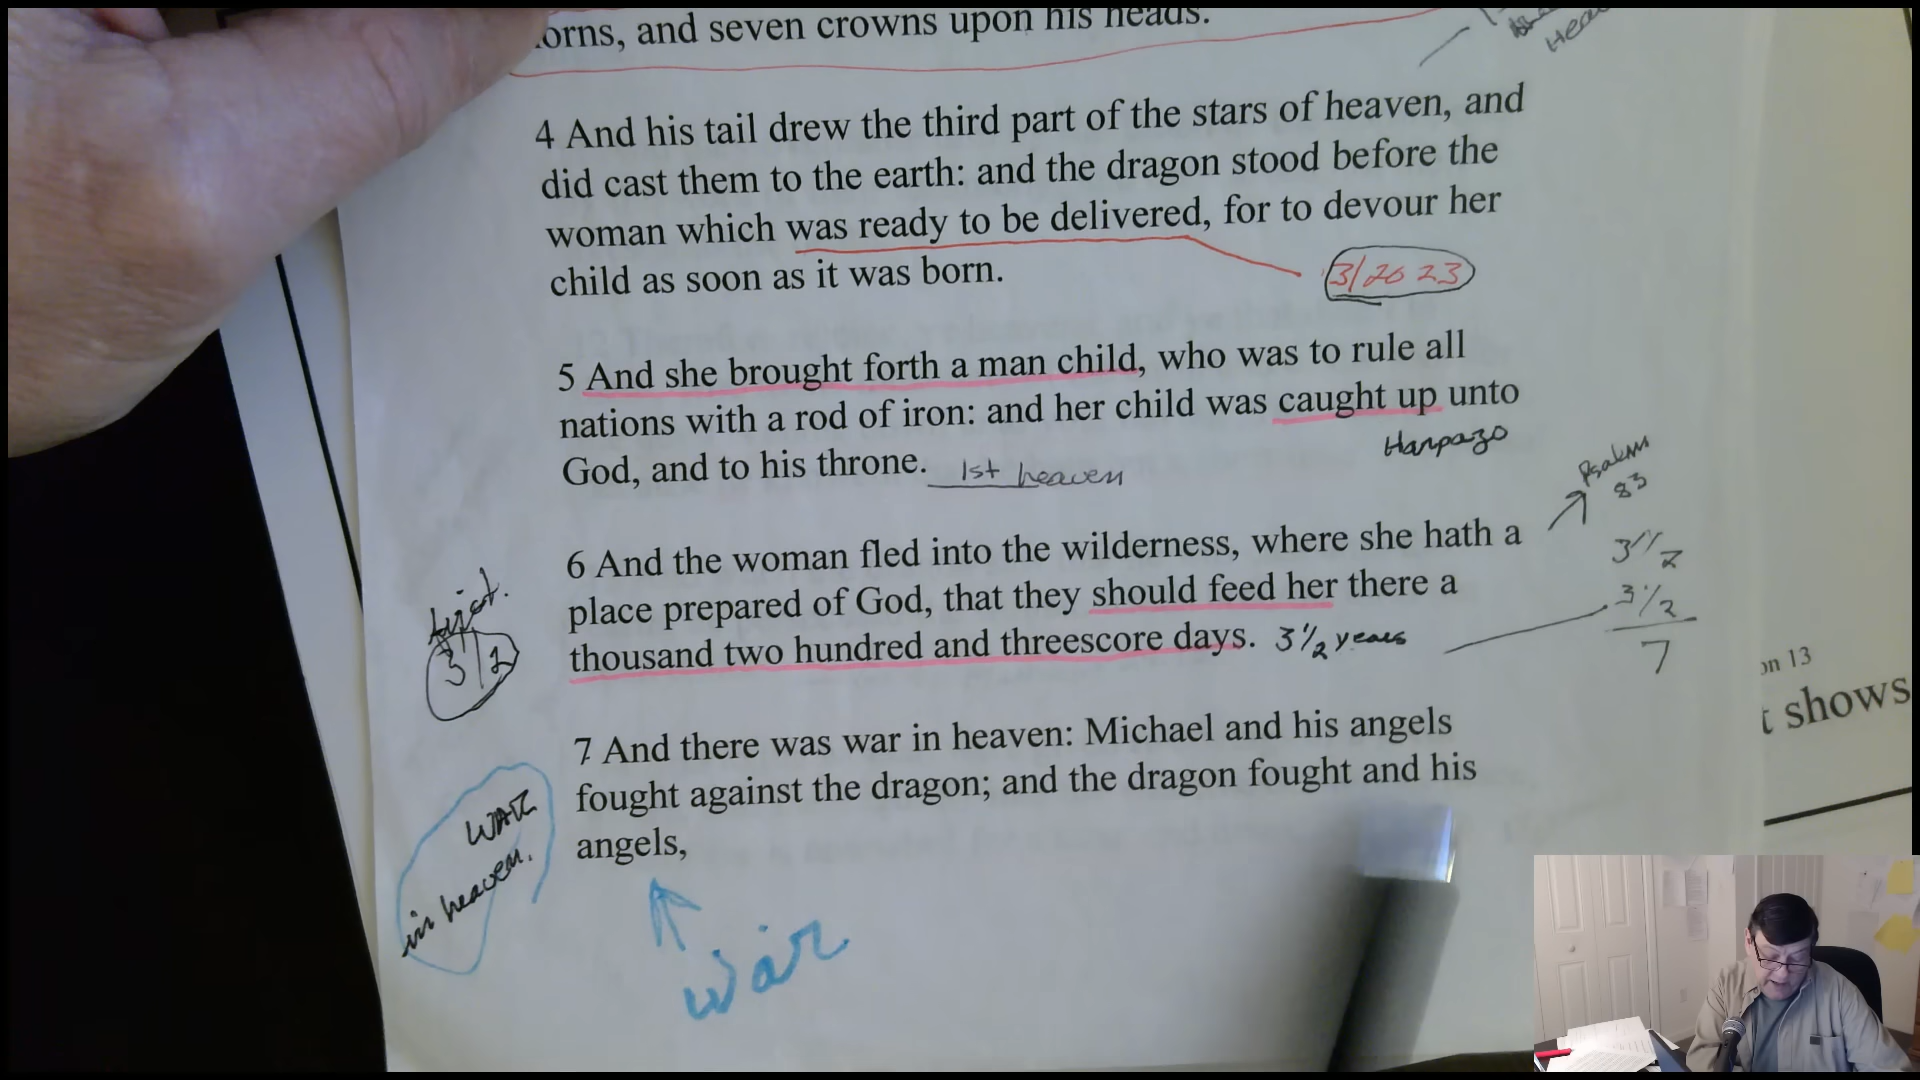 orns, and seven crowns upon his heads.
4 And his tail drew the third part of the stars of heaven, and
did cast them to the earth: and the dragon stood before the
woman which was ready to be delivered, for to devour her
child as soon as it was born.
3/20 23
5 And she brought forth a man child, who was to rule all
nations with a rod of iron: and her child was caught up unto
Harpazo
God, and to his throne. 1st heaven
Psalm
83
6 And the woman fled into the wilderness, where she hath a
3 1/2
place prepared of God, that they should feed her there a
3 1/2
thousand two hundred and threescore days. 3 1/2 years
7
3 1/2
on 13
t shows
7 And there was war in heaven: Michael and his angels
fought against the dragon; and the dragon fought and his
angels,
WAR
in heaven.
War